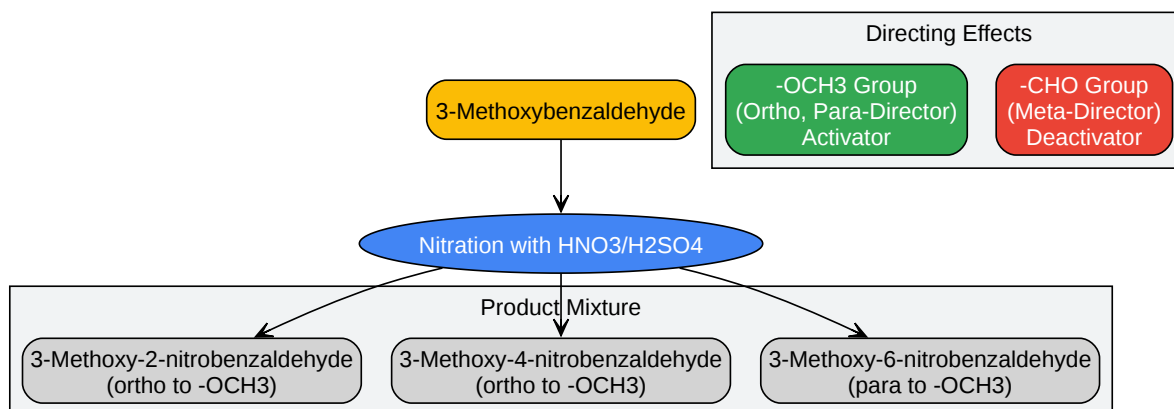 Directing Effects
-OCH3 Group
(Ortho, Para-Director)
Activator
-CHO Group
(Meta-Director)
Deactivator
3-Methoxybenzaldehyde
Nitration with HNO3/H2SO4
Product Mixture
3-Methoxy-2-nitrobenzaldehyde
(ortho to -OCH3)
3-Methoxy-4-nitrobenzaldehyde
(ortho to -OCH3)
3-Methoxy-6-nitrobenzaldehyde
(para to -OCH3)